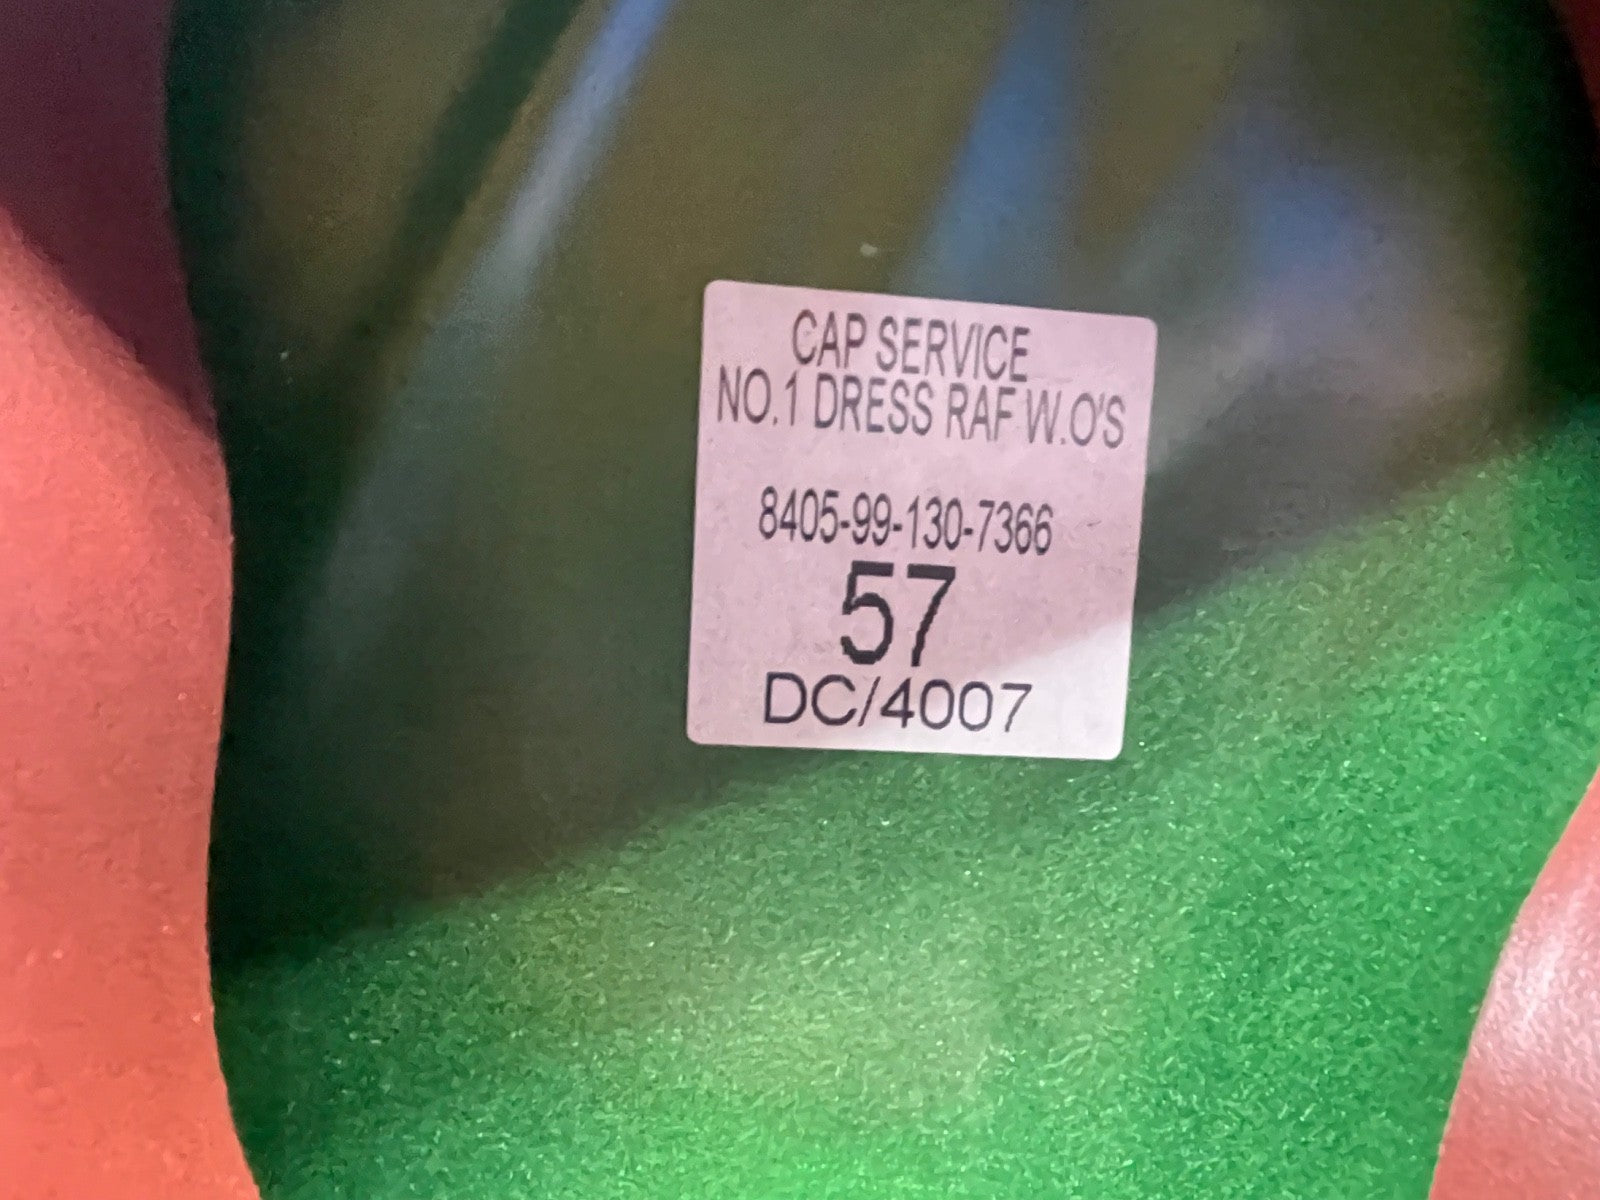 CAP SERVICE
NO.1 DRESS RAF W.O'S
8405-99-130-7366
57
DC/4007